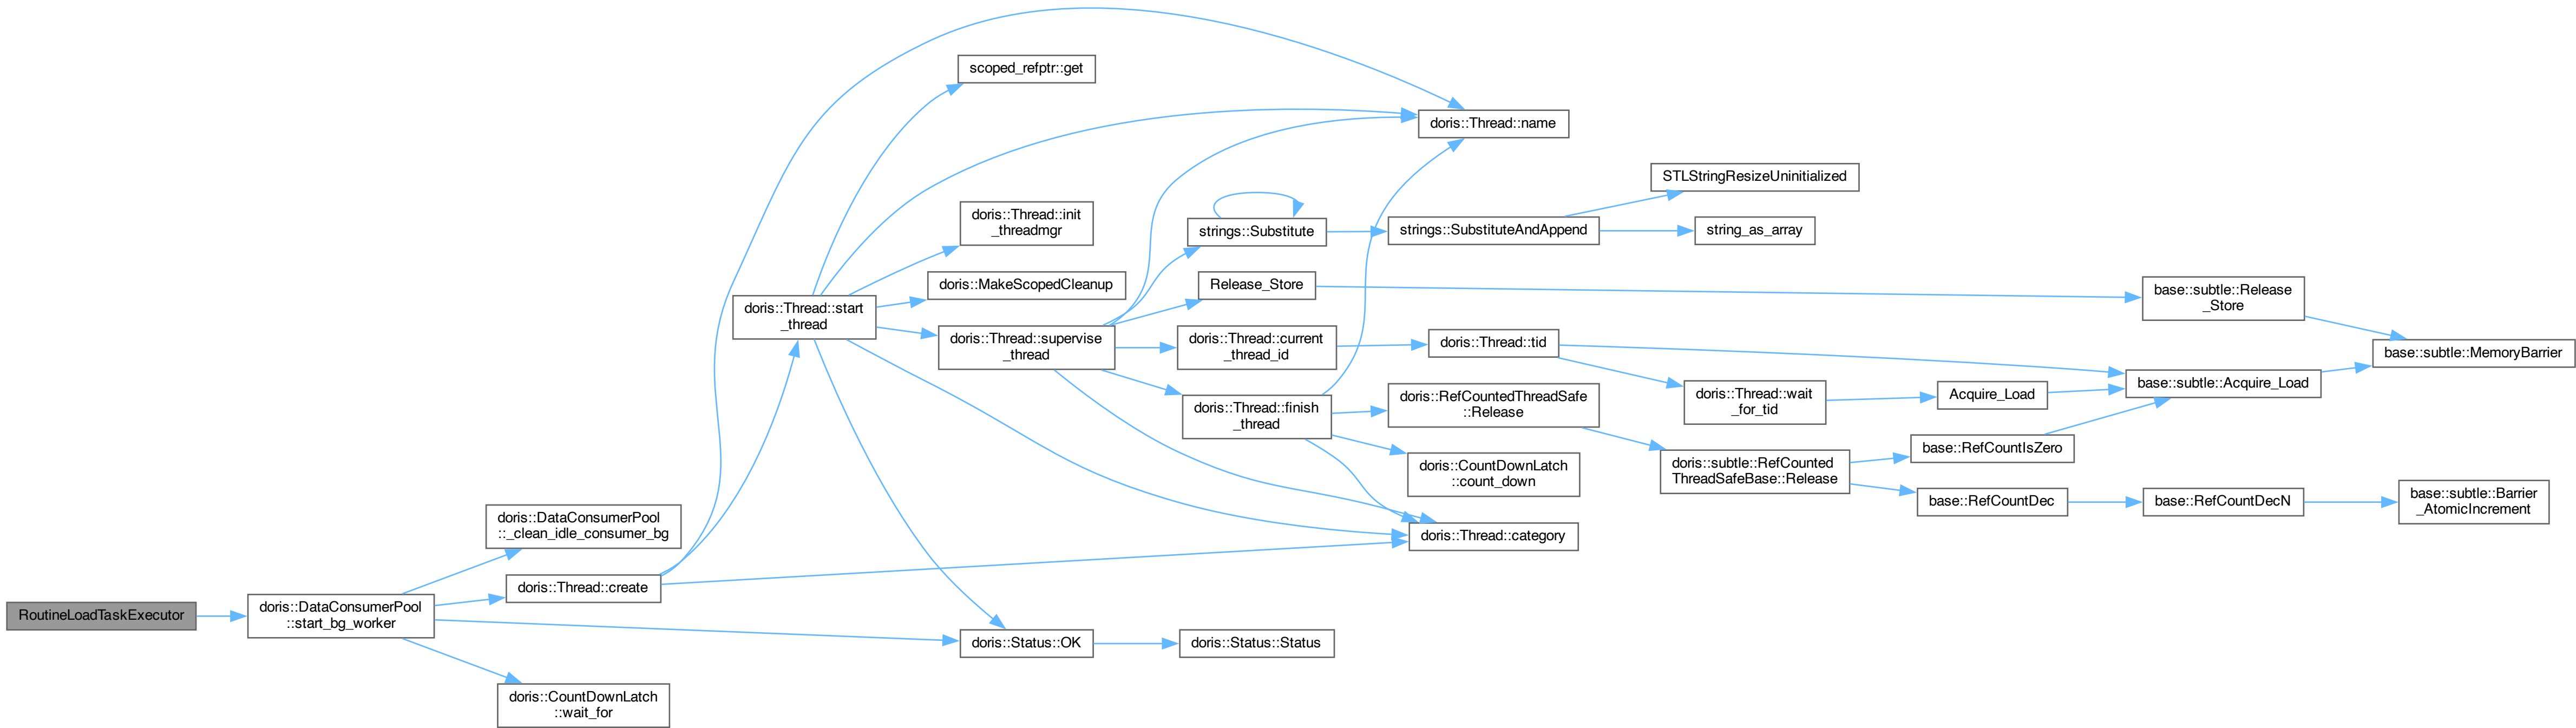 RoutineLoadTaskExecutor
doris::DataConsumerPool
::start_bg_worker
doris::DataConsumerPool
::_clean_idle_consumer_bg
doris::Thread::create
doris::CountDownLatch
::wait_for
doris::Thread::start
_thread
scoped_refptr::get
doris::Thread::init
_threadmgr
doris::MakeScopedCleanup
doris::Thread::supervise
_thread
doris::Status::OK
doris::Status::Status
strings::Substitute
Release_Store
doris::Thread::current
_thread_id
doris::Thread::finish
_thread
doris::Thread::name
strings::SubstituteAndAppend
STLStringResizeUninitialized
string_as_array
doris::Thread::tid
doris::RefCountedThreadSafe
::Release
doris::CountDownLatch
::count_down
doris::Thread::category
doris::Thread::wait
_for_tid
doris::subtle::RefCounted
ThreadSafeBase::Release
Acquire_Load
base::RefCountIsZero
base::RefCountDec
base::subtle::Release
_Store
base::subtle::Acquire_Load
base::RefCountDecN
base::subtle::MemoryBarrier
base::subtle::Barrier
_AtomicIncrement